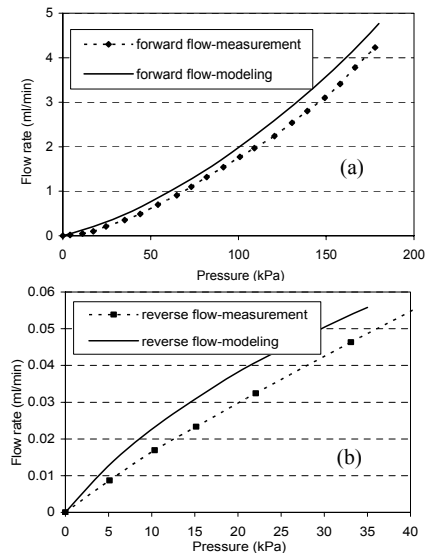 5
4
3
2
1
0
Flow rate (ml/min)
forward flow-measurement
forward flow-modeling
(a)
0 50 100 150 200
Pressure (kPa)
0.06
0.05
0.04
0.03
0.02
0.01
0
Flow rate (ml/min)
reverse flow-measurement
reverse flow-modeling
(b)
0 5 10 15 20 25 30 35 40
Pressure (kPa)